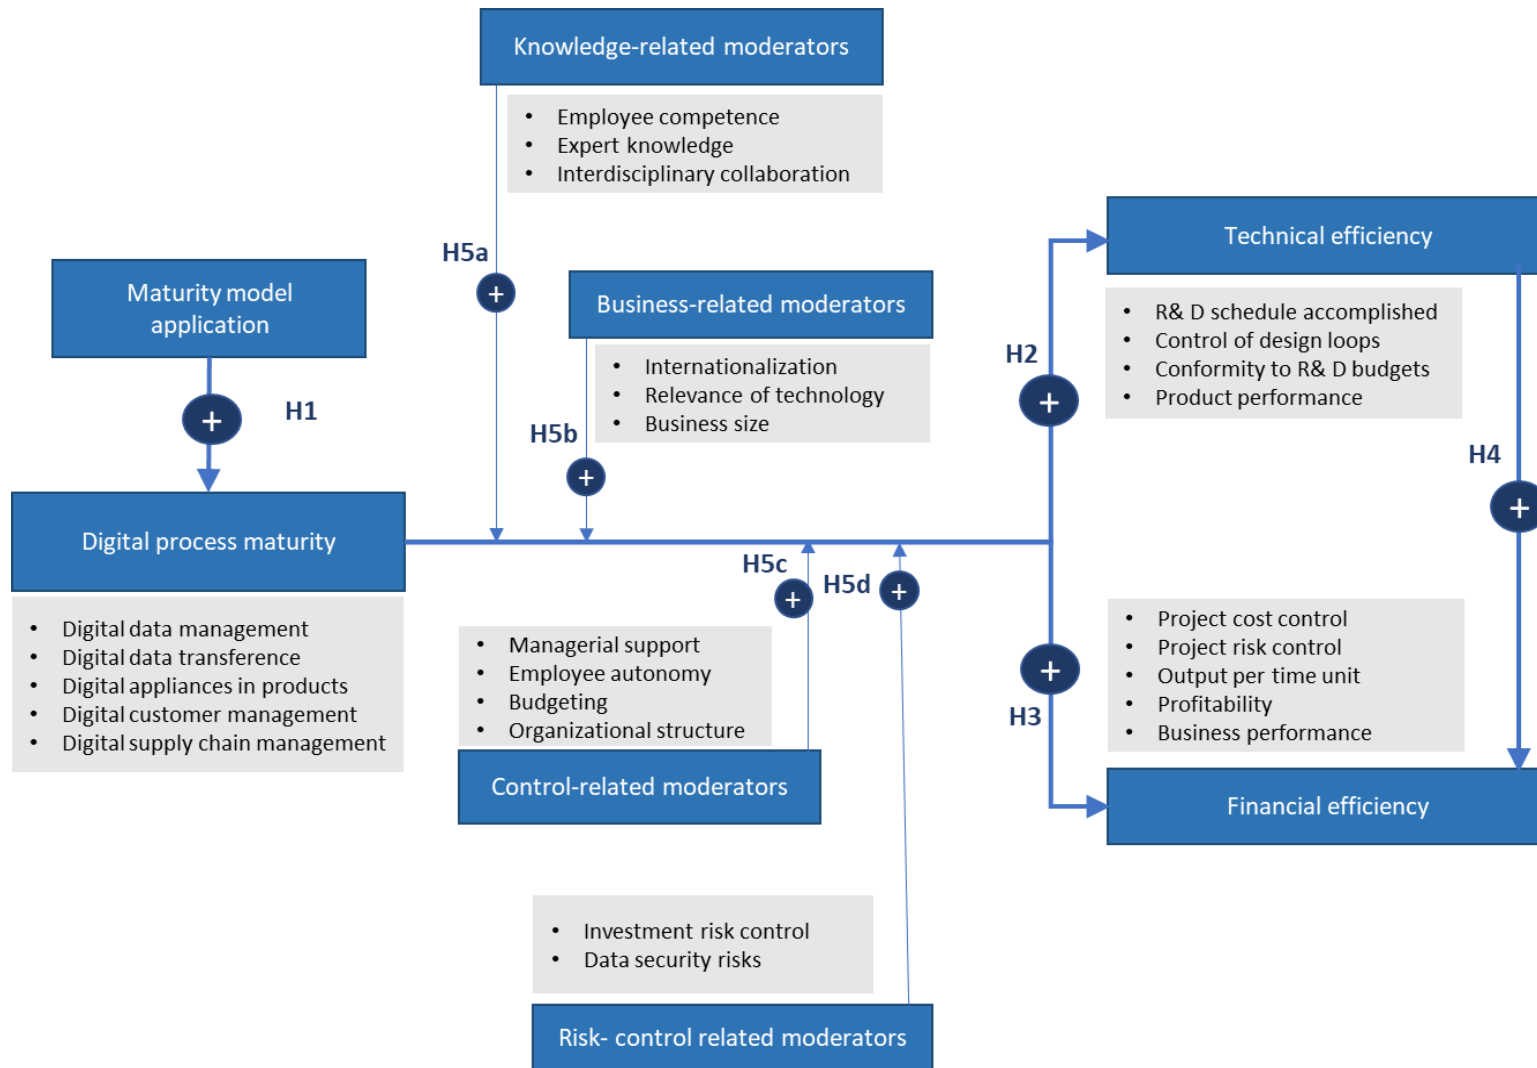 Knowledge-related moderators
• Employee competence
• Expert knowledge
• Interdisciplinary collaboration
H5a
+
Maturity model
application
+
H1
Business-related moderators
• Internationalization
• Relevance of technology
• Business size
H5b
+
Technical efficiency
• R& D schedule accomplished
• Control of design loops
• Conformity to R& D budgets
• Product performance
H2
+
H4
+
Digital process maturity
• Digital data management
• Digital data transference
• Digital appliances in products
• Digital customer management
• Digital supply chain management
H5c
+
H5d
+
• Managerial support
• Employee autonomy
• Budgeting
• Organizational structure
Control-related moderators
+
H3
• Project cost control
• Project risk control
• Output per time unit
• Profitability
• Business performance
Financial efficiency
• Investment risk control
• Data security risks
Risk- control related moderators